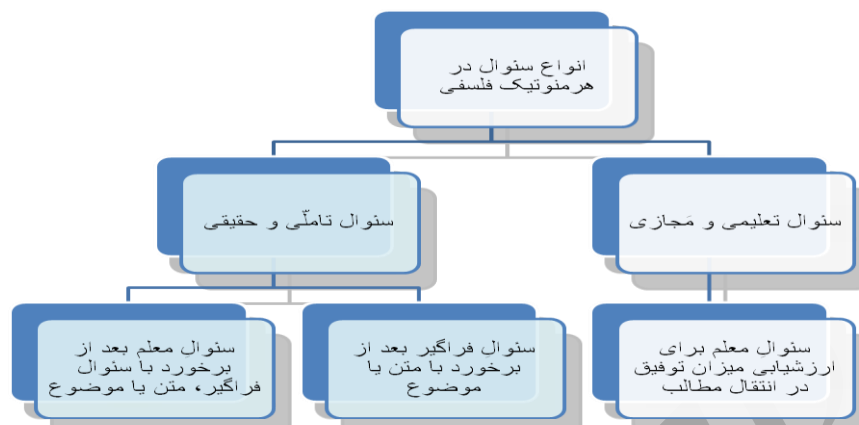 انواع سئوال در
هرمنوتیک فلسفی
سئوال تعلیمی و مَجازی
سئوال تاملّی و حقیقی
سئوالِ معلم برای
ارزشیابی میزان توفیق
در انتقال مطالب
سئوالِ فراگیر بعد از
برخورد با متن یا
موضوع
سئوالِ معلم بعد از
برخورد با سئوال
فراگیر، متن یا موضوع